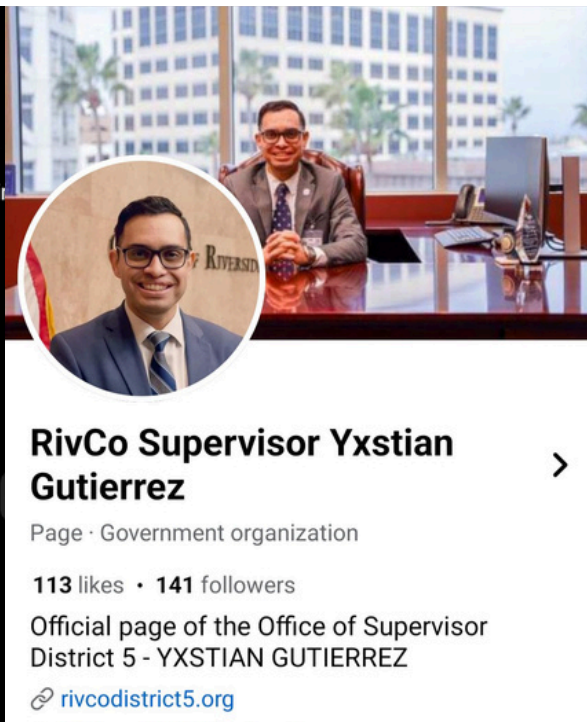 F RIVERSID
RivCo Supervisor Yxstian
Gutierrez
Page · Government organization
113 likes • 141 followers
Official page of the Office of Supervisor
District 5 - YXSTIAN GUTIERREZ
rivcodistrict5.org